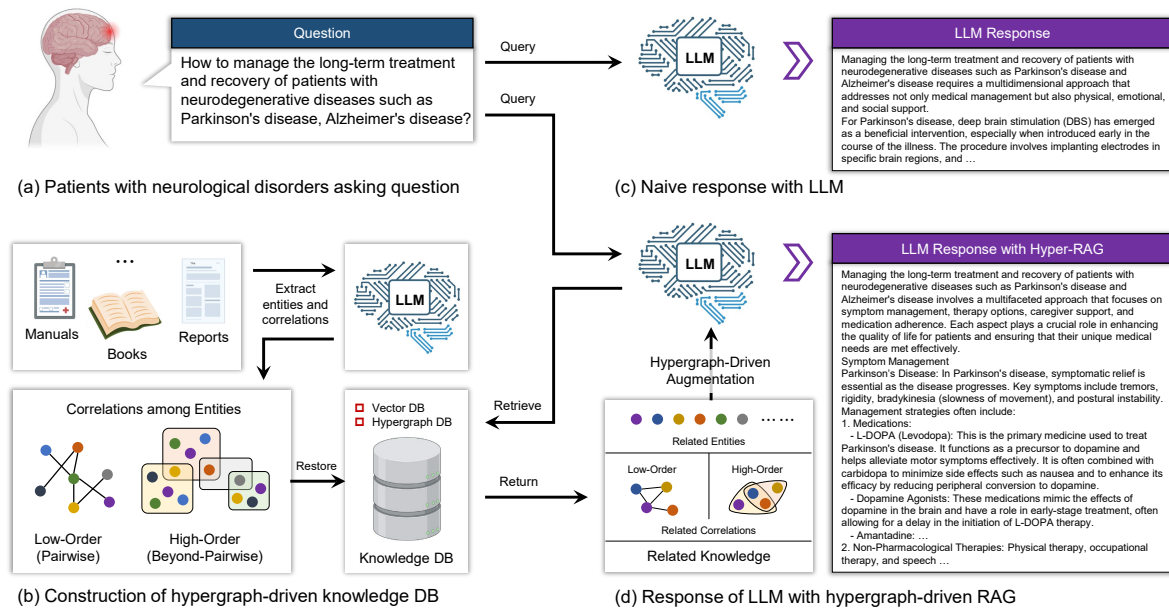 Question
How to manage the long-term treatment
and recovery of patients with
neurodegenerative diseases such as
Parkinson's disease, Alzheimer's disease?
(a) Patients with neurological disorders asking question
Query
Query
LLM
LLM Response
Managing the long-term treatment and recovery of patients with
neurodegenerative diseases such as Parkinson's disease and
Alzheimer's disease requires a multidimensional approach that
addresses not only medical management but also physical, emotional,
and social support.
For Parkinson's disease, deep brain stimulation (DBS) has emerged
as a beneficial intervention, especially when introduced early in the
course of the illness. The procedure involves implanting electrodes in
specific brain regions, and …
(c) Naive response with LLM
…
Manuals
Books
Reports
Extract
entities and
correlations
LLM
Correlations among Entities
Low-Order
(Pairwise)
High-Order
(Beyond-Pairwise)
Restore
Vector DB
Hypergraph DB
Knowledge DB
(b) Construction of hypergraph-driven knowledge DB
Retrieve
Return
LLM
Hypergraph-Driven
Augmentation
… …
Related Entities
Low-Order
High-Order
Related Correlations
Related Knowledge
LLM Response with Hyper-RAG
Managing the long-term treatment and recovery of patients with
neurodegenerative diseases such as Parkinson's disease and
Alzheimer's disease involves a multifaceted approach that focuses on
symptom management, therapy options, caregiver support, and
medication adherence. Each aspect plays a crucial role in enhancing
the quality of life for patients and ensuring that their unique medical
needs are met effectively.
Symptom Management
Parkinson's Disease: In Parkinson's disease, symptomatic relief is
essential as the disease progresses. Key symptoms include tremors,
rigidity, bradykinesia (slowness of movement), and postural instability.
Management strategies often include:
1. Medications:
- L-DOPA (Levodopa): This is the primary medicine used to treat
Parkinson's disease. It functions as a precursor to dopamine and
helps alleviate motor symptoms effectively. It is often combined with
carbidopa to minimize side effects such as nausea and to enhance its
efficacy by reducing peripheral conversion to dopamine.
- Dopamine Agonists: These medications mimic the effects of
dopamine in the brain and have a role in early-stage treatment, often
allowing for a delay in the initiation of L-DOPA therapy.
- Amantadine: …
2. Non-Pharmacological Therapies: Physical therapy, occupational
therapy, and speech …
(d) Response of LLM with hypergraph-driven RAG